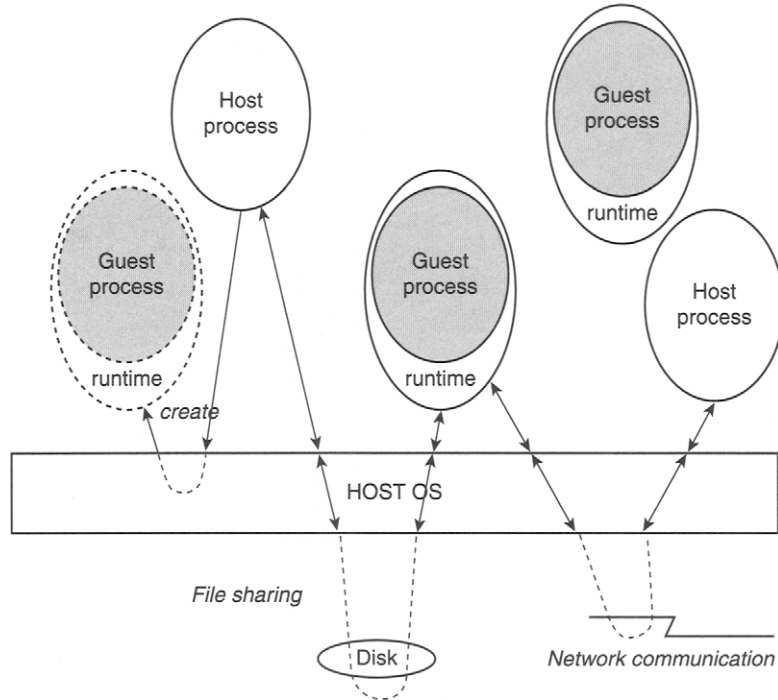 Host
process
Guest
process
runtime
Guest
process
runtime
create
Guest
process
runtime
Host
process
HOST OS
File sharing
Disk
Network communication